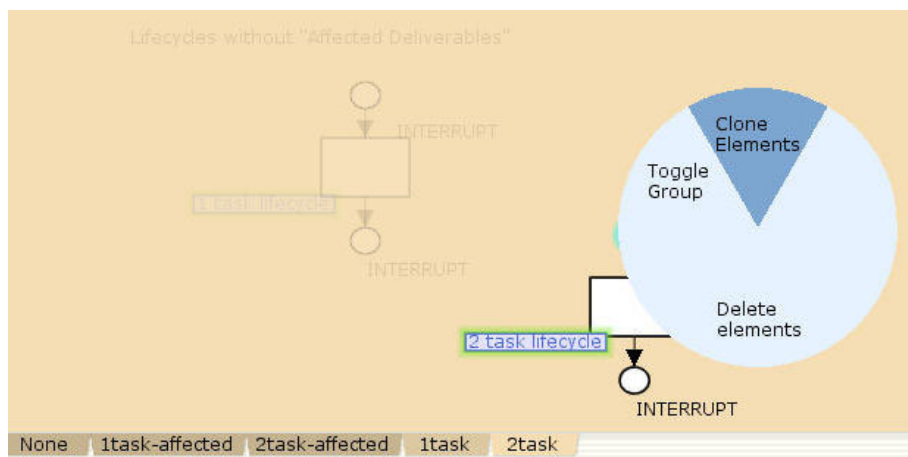 Lifecycles without "Affected Deliverables"
INTERRUPT
1 task lifecycle
INTERRUPT
Clone
Elements
Toggle
Group
Delete
elements
2 task lifecycle
INTERRUPT
None 1task-affected 2task-affected 1task 2task